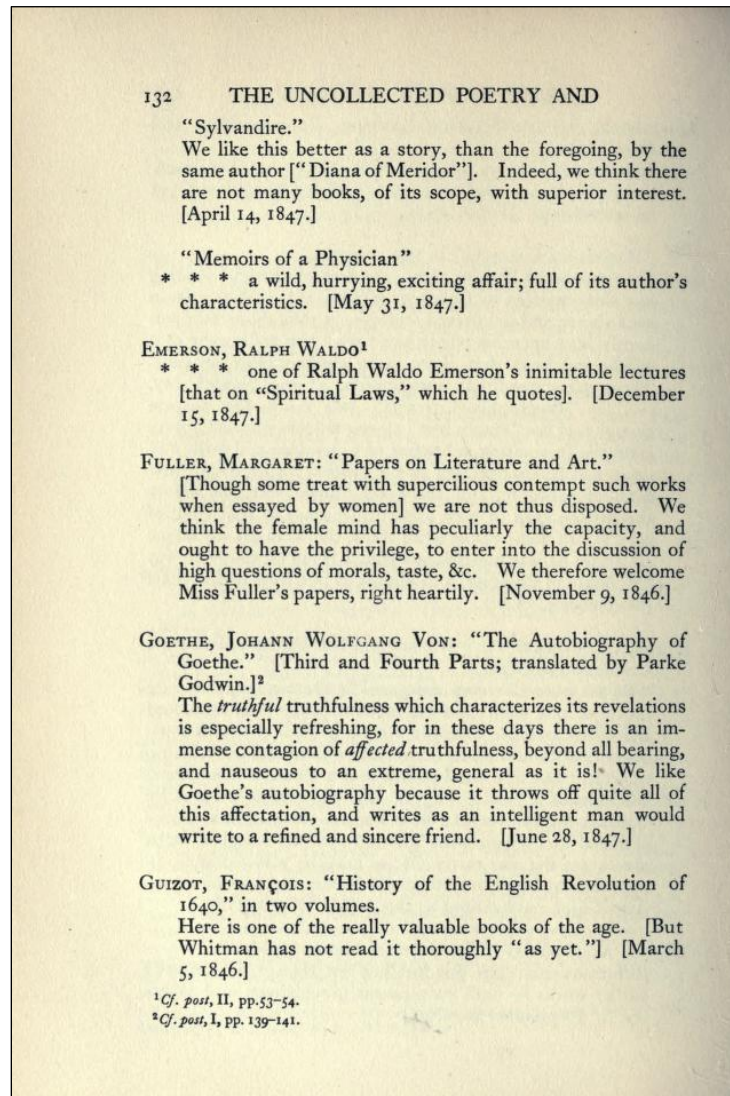 132 THE UNCOLLECTED POETRY AND
"Sylvandire."
We like this better as a story, than the foregoing, by the
same author ["Diana of Meridor"]. Indeed, we think there
are not many books, of its scope, with superior interest.
[April 14, 1847.]
"Memoirs of a Physician"
* * * a wild, hurrying, exciting affair; full of its author's
characteristics. [May 31, 1847.]
EMERSON, RALPH WALDO¹
* * * one of Ralph Waldo Emerson's inimitable lectures
[that on "Spiritual Laws," which he quotes]. [December
15, 1847.]
FULLER, MARGARET: "Papers on Literature and Art."
[Though some treat with supercilious contempt such works
when essayed by women] we are not thus disposed. We
think the female mind has peculiarly the capacity, and
ought to have the privilege, to enter into the discussion of
high questions of morals, taste, &c. We therefore welcome
Miss Fuller's papers, right heartily. [November 9, 1846.]
GOETHE, JOHANN WOLFGANG VON: "The Autobiography of
Goethe." [Third and Fourth Parts; translated by Parke
Godwin.]²
The truthful truthfulness which characterizes its revelations
is especially refreshing, for in these days there is an im-
mense contagion of affected truthfulness, beyond all bearing,
and nauseous to an extreme, general as it is! We like
Goethe's autobiography because it throws off quite all of
this affectation, and writes as an intelligent man would
write to a refined and sincere friend. [June 28, 1847.]
GUIZOT, FRANÇOIS: "History of the English Revolution of
1640," in two volumes.
Here is one of the really valuable books of the age. [But
Whitman has not read it thoroughly "as yet."] [March
5, 1846.]
¹Cf. post, II, pp.53-54.
²Cf. post, I, pp. 139-141.